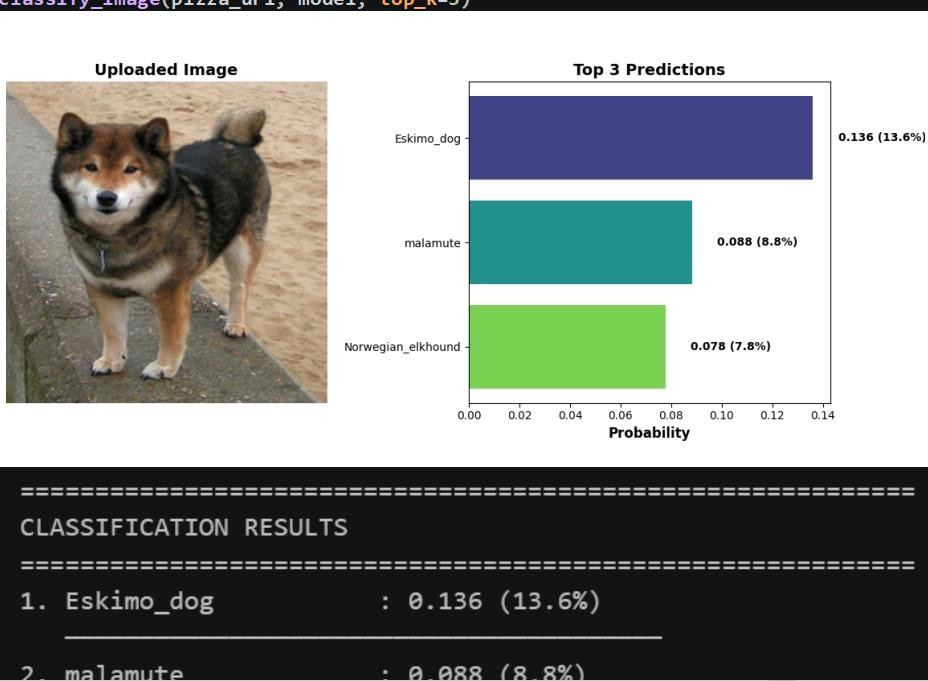 classify_image(pizza_url, model, top_k=3)
Uploaded Image
Top 3 Predictions
Eskimo_dog
0.136 (13.6%)
malamute
0.088 (8.8%)
Norwegian_elkhound
0.078 (7.8%)
0.00 0.02 0.04 0.06 0.08 0.10 0.12 0.14
Probability
============================================================
CLASSIFICATION RESULTS
============================================================
1. Eskimo_dog : 0.136 (13.6%)
────────────────────────────────────────
2. malamute : 0.088 (8.8%)